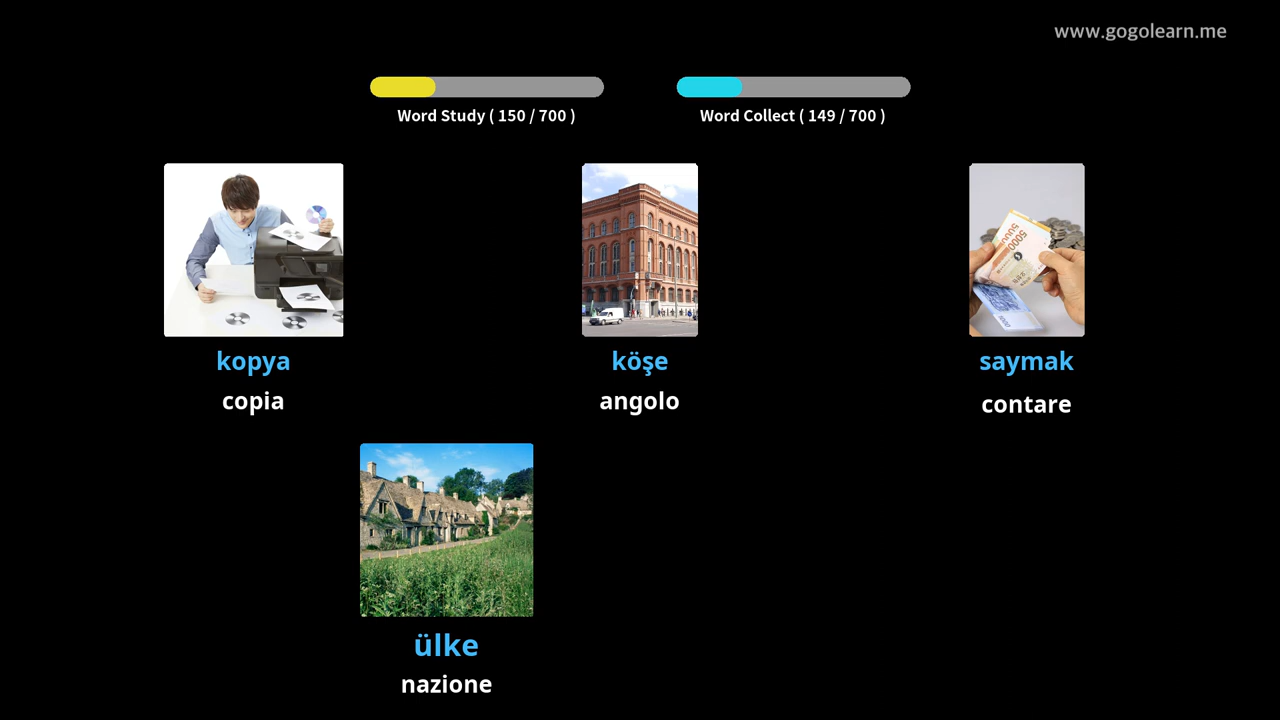 www.gogolearn.me
Word Study ( 150 / 700 )
Word Collect ( 149 / 700 )
kopya
copia
köşe
angolo
saymak
contare
ülke
nazione